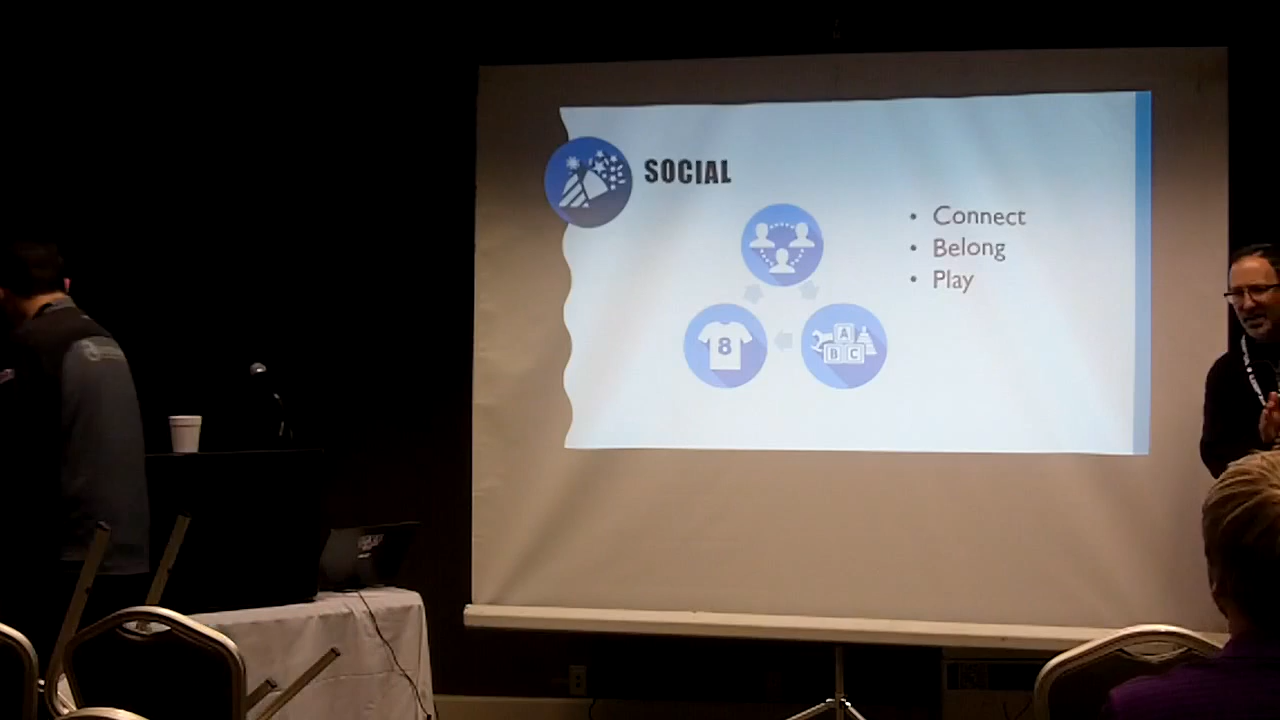 SOCIAL
• Connect
• Belong
• Play
8
A
B C